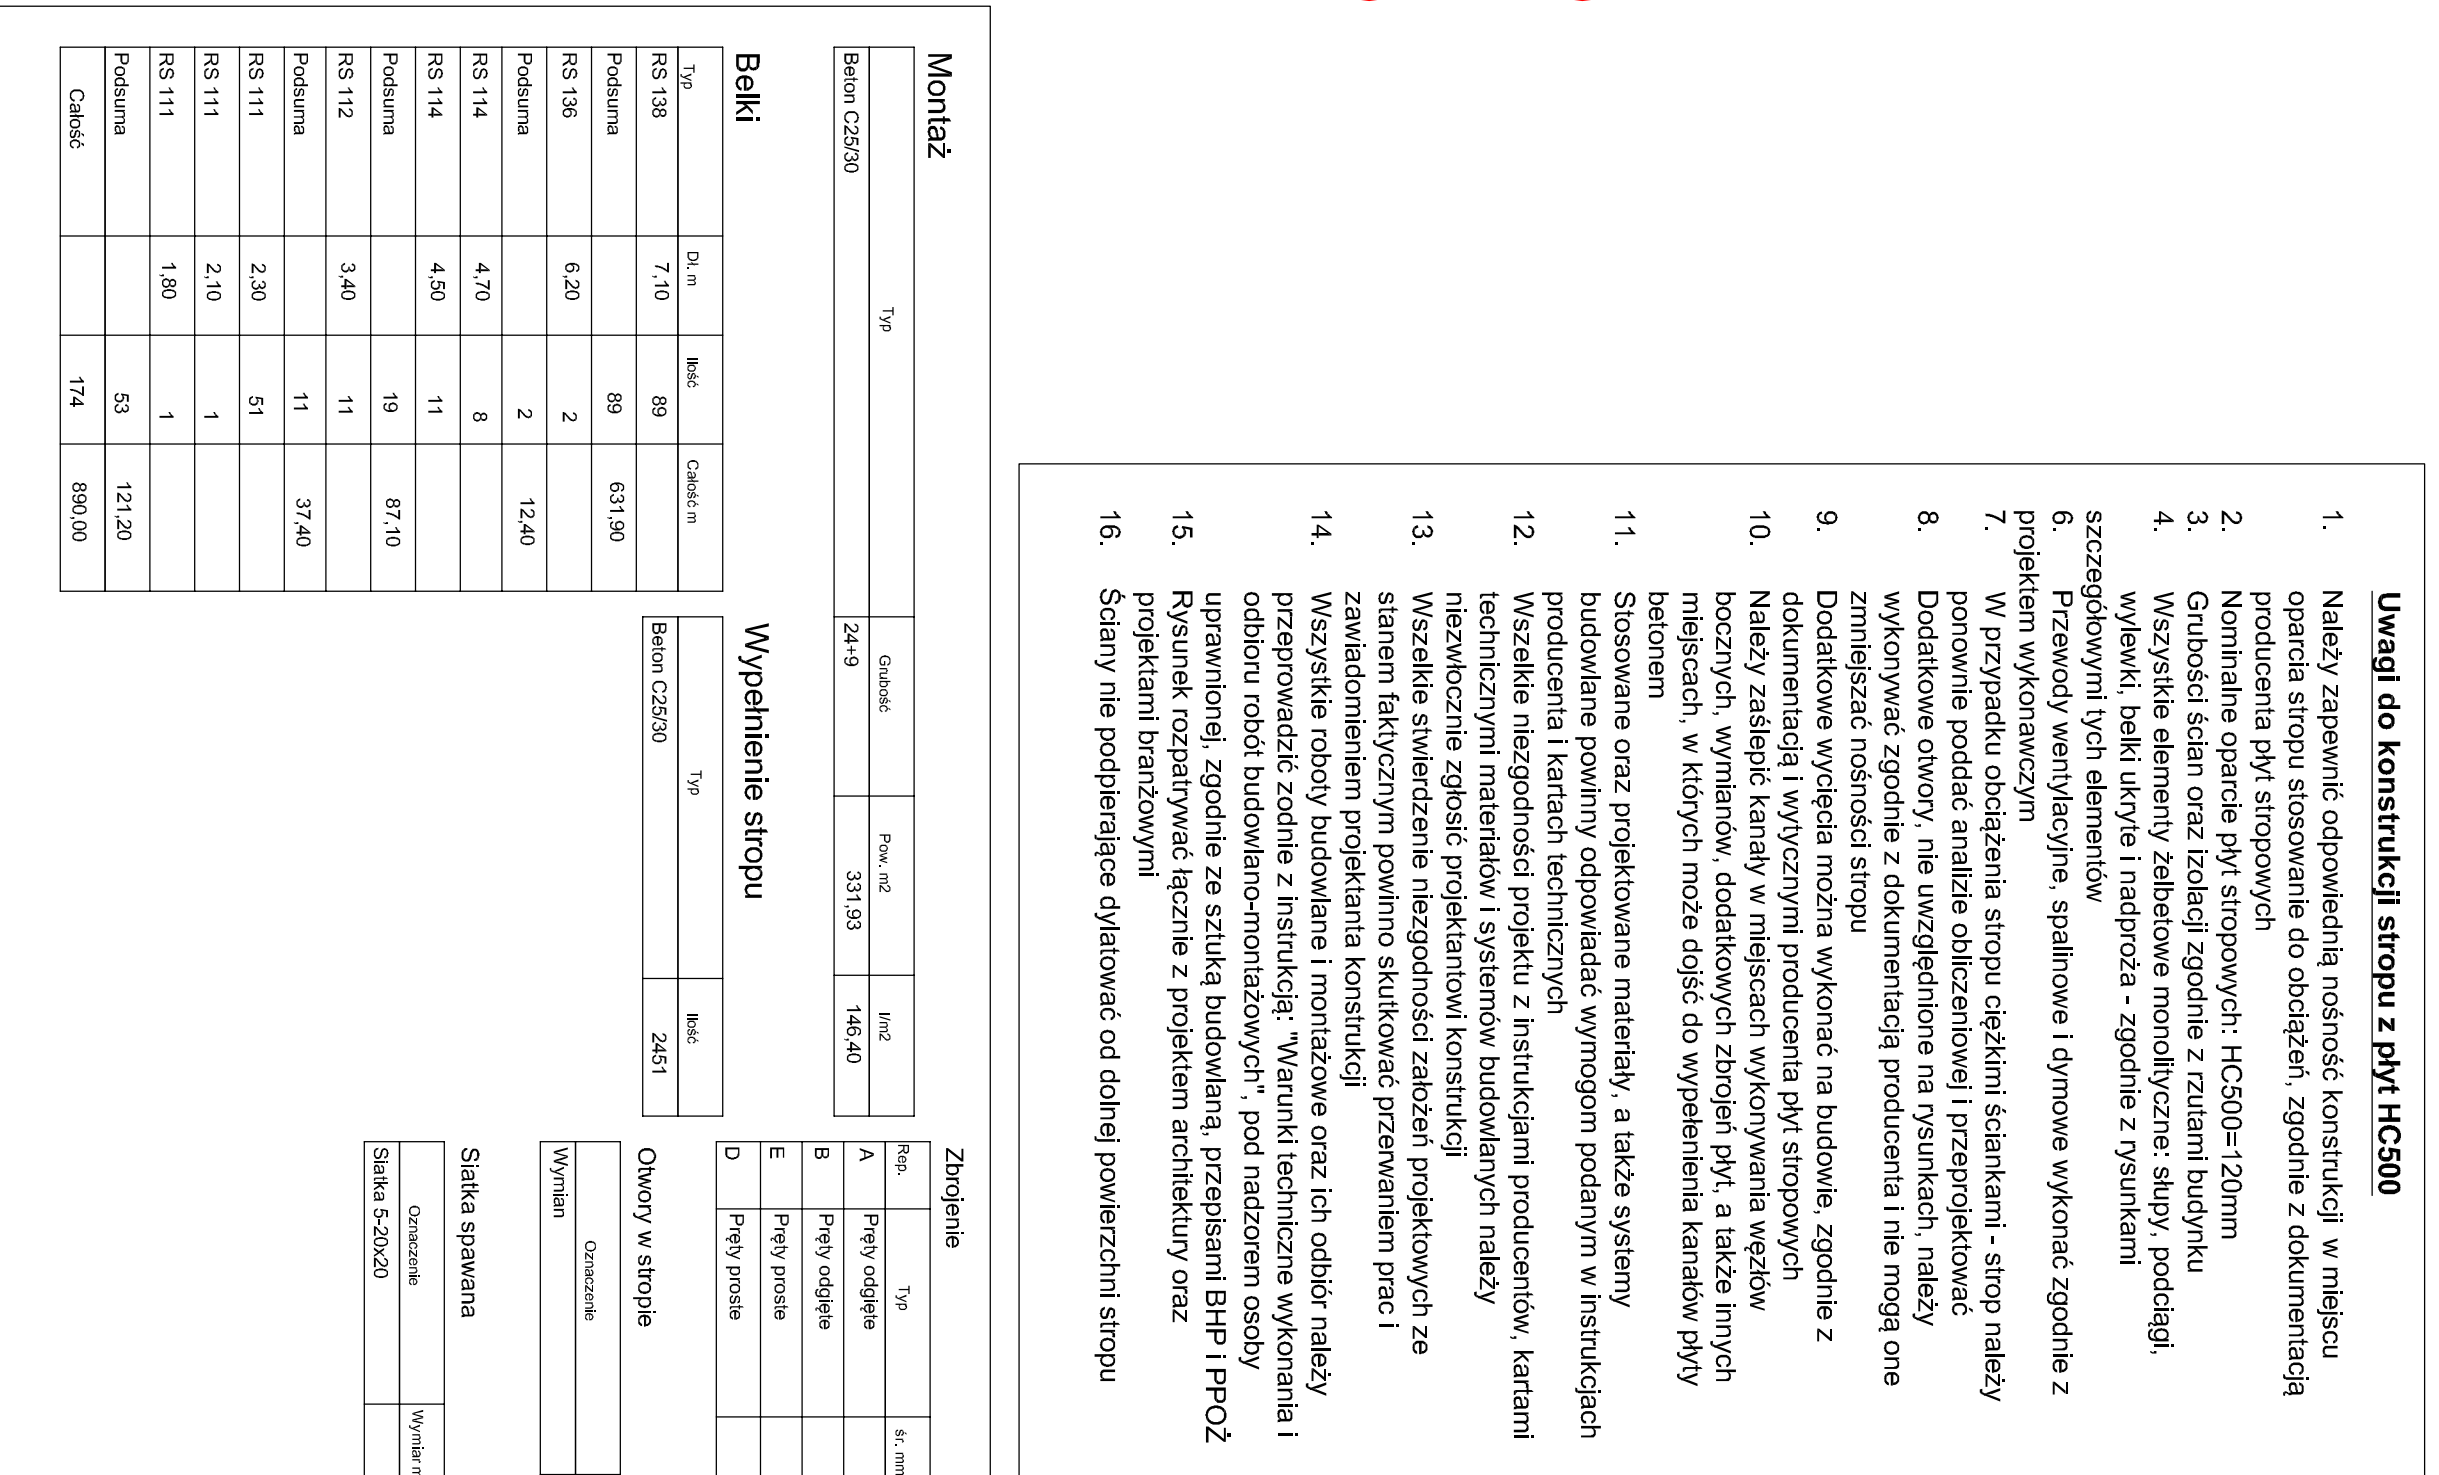 Uwagi do konstrukcji stropu z płyt HC500
1. Należy zapewnić odpowiednią nośność konstrukcji w miejscu
oparcia stropu stosowanie do obciążeń, zgodnie z dokumentacją
producenta płyt stropowych
2. Nominalne oparcie płyt stropowych: HC500=120mm
3. Grubości ścian oraz izolacji zgodnie z rzutami budynku
4. Wszystkie elementy żelbetowe monolityczne: słupy, podciągi,
wylewki, belki ukryte i nadproża - zgodnie z rysunkami
szczegółowymi tych elementów
6. Przewody wentylacyjne, spalinowe i dymowe wykonać zgodnie z
projektem wykonawczym
7. W przypadku obciążenia stropu ciężkimi ściankami - strop należy
ponownie poddać analizie obliczeniowej i przeprojektować
8. Dodatkowe otwory, nie uwzględnione na rysunkach, należy
wykonywać zgodnie z dokumentacją producenta i nie mogą one
zmniejszać nośności stropu
9. Dodatkowe wycięcia można wykonać na budowie, zgodnie z
dokumentacją i wytycznymi producenta płyt stropowych
10. Należy zaślepić kanały w miejscach wykonywania węzłów
bocznych, wymianów, dodatkowych zbrojeń płyt, a także innych
miejscach, w których może dojść do wypełenienia kanałów płyty
betonem
11. Stosowane oraz projektowane materiały, a także systemy
budowlane powinny odpowiadać wymogom podanym w instrukcjach
producenta i kartach technicznych
12. Wszelkie niezgodności projektu z instrukcjami producentów, kartami
technicznymi materiałów i systemów budowlanych należy
niezwłocznie zgłosić projektantowi konstrukcji
13. Wszelkie stwierdzenie niezgodności założeń projektowych ze
stanem faktycznym powinno skutkować przerwaniem prac i
zawiadomieniem projektanta konstrukcji
14. Wszystkie roboty budowlane i montażowe oraz ich odbiór należy
przeprowadzić zodnie z instrukcją: "Warunki techniczne wykonania i
odbioru robót budowlano-montażowych", pod nadzorem osoby
uprawnionej, zgodnie ze sztuką budowlaną, przepisami BHP i PPOŻ
15. Rysunek rozpatrywać łącznie z projektem architektury oraz
projektami branżowymi
16. Ściany nie podpierające dylatować od dolnej powierzchni stropu
Montaż
Typ Grubość Pow. m2 l/m2
Beton C25/30 24+9 331,93 146,40
Belki
Typ Dł. m Ilość Całość m
RS 138 7,10 89
Podsuma 89 631,90
RS 136 6,20 2
Podsuma 2 12,40
RS 114 4,70 8
RS 114 4,50 11
Podsuma 19 87,10
RS 112 3,40 11
Podsuma 11 37,40
RS 111 2,30 51
RS 111 2,10 1
RS 111 1,80 1
Podsuma 53 121,20
Całość 174 890,00
Wypełnienie stropu
Typ Ilość
Beton C25/30 2451
Zbrojenie
Rep. Typ śr. mm
A Pręty odgięte
B Pręty odgięte
E Pręty proste
D Pręty proste
Otwory w stropie
Oznaczenie
Wymian
Siatka spawana
Oznaczenie Wymiar m
Siatka 5-20x20